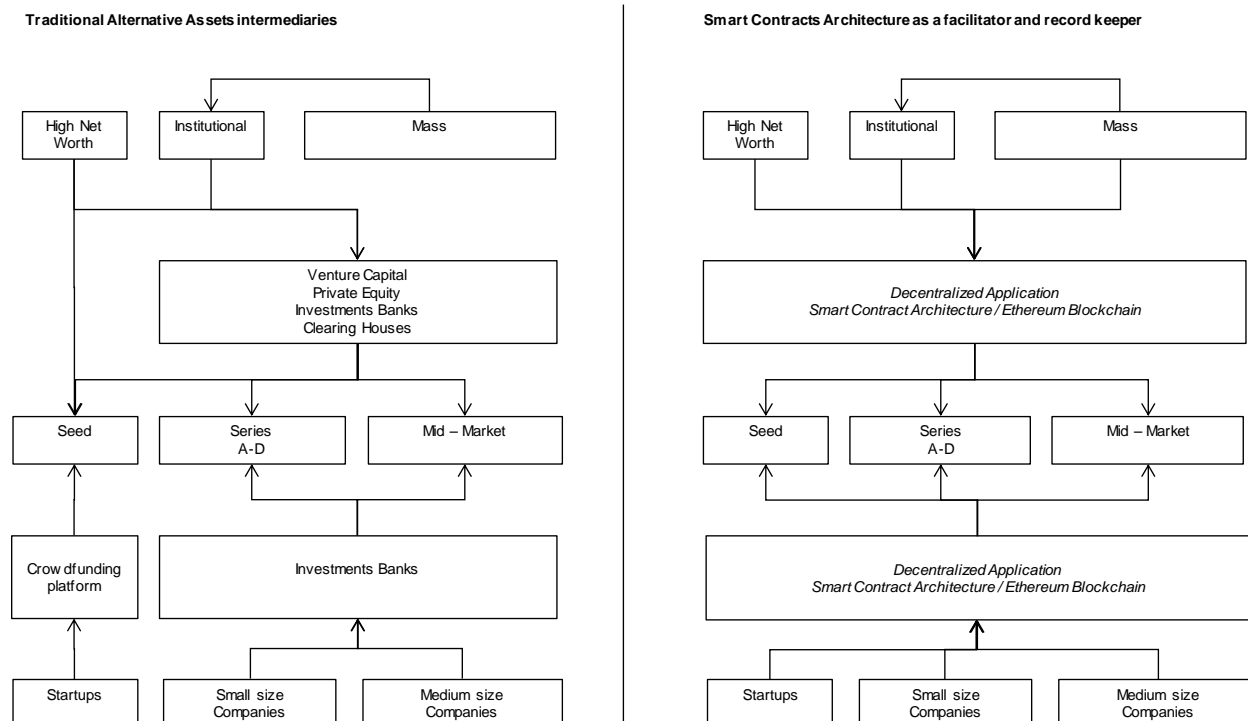 Traditional Alternative Assets intermediaries
High Net
Worth
Institutional
Mass
Venture Capital
Private Equity
Investments Banks
Clearing Houses
Seed
Series
A-D
Mid – Market
Crowdfunding
platform
Investments Banks
Startups
Small size
Companies
Medium size
Companies
Smart Contracts Architecture as a facilitator and record keeper
High Net
Worth
Institutional
Mass
Decentralized Application
Smart Contract Architecture / Ethereum Blockchain
Seed
Series
A-D
Mid – Market
Decentralized Application
Smart Contract Architecture / Ethereum Blockchain
Startups
Small size
Companies
Medium size
Companies